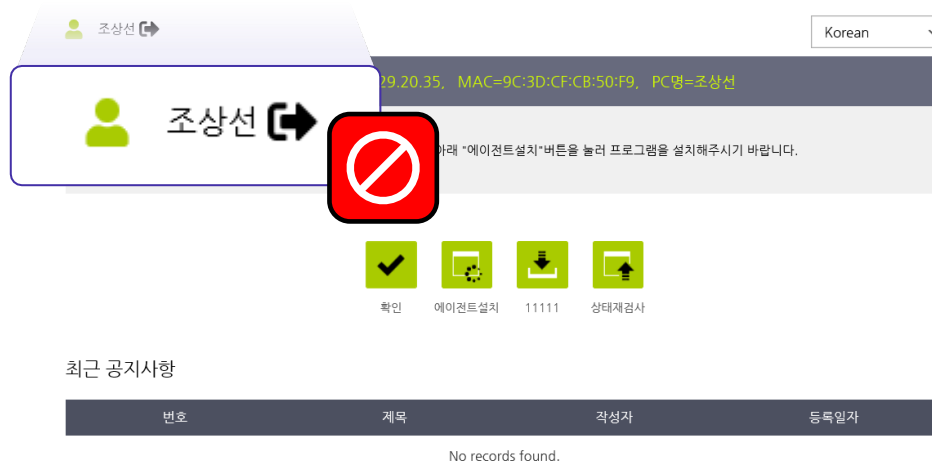 조상선
Korean
조상선
29.20.35, MAC=9C:3D:CF:CB:50:F9, PC명=조상선
아래 "에이전트설치"버튼을 눌러 프로그램을 설치해주시기 바랍니다.
확인 에이전트설치 11111 상태재검사
최근 공지사항
번호 제목 작성자 등록일자
No records found.